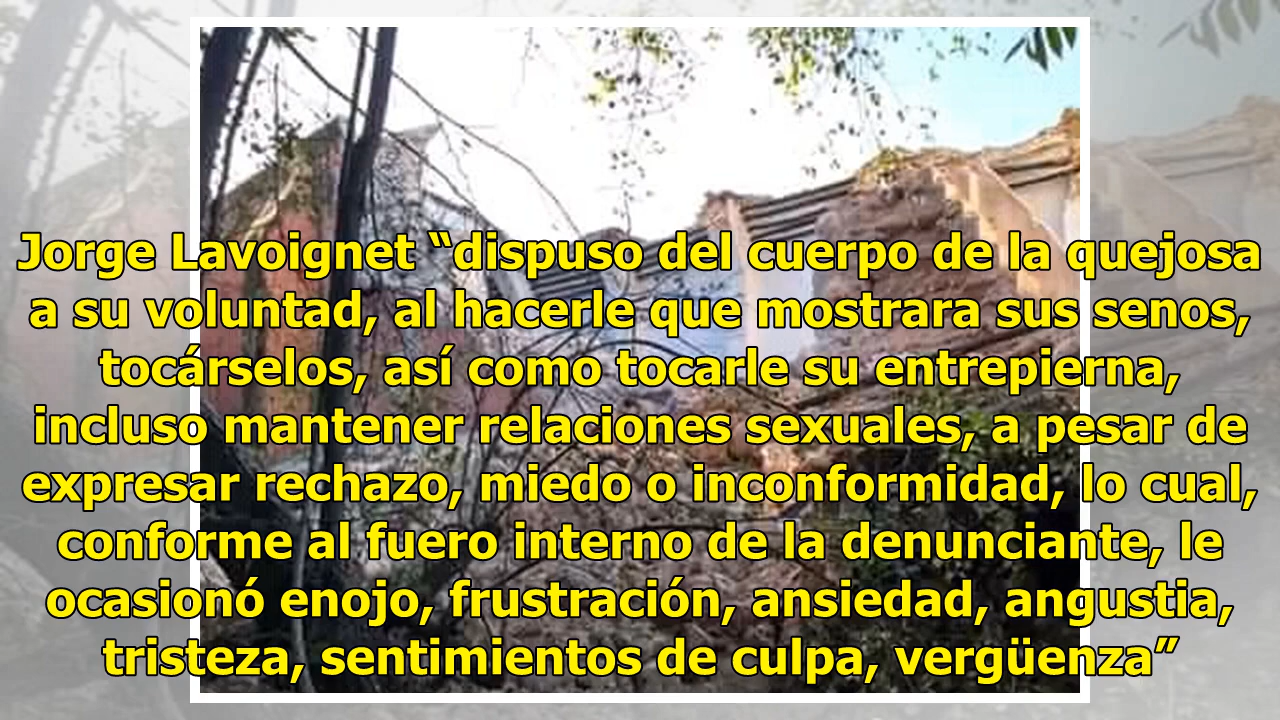 Jorge Lavoignet “dispuso del cuerpo de la quejosa
a su voluntad, al hacerle que mostrara sus senos,
tocárselos, así como tocarle su entrepierna,
incluso mantener relaciones sexuales, a pesar de
expresar rechazo, miedo o inconformidad, lo cual,
conforme al fuero interno de la denunciante, le
ocasionó enojo, frustración, ansiedad, angustia,
tristeza, sentimientos de culpa, vergüenza”